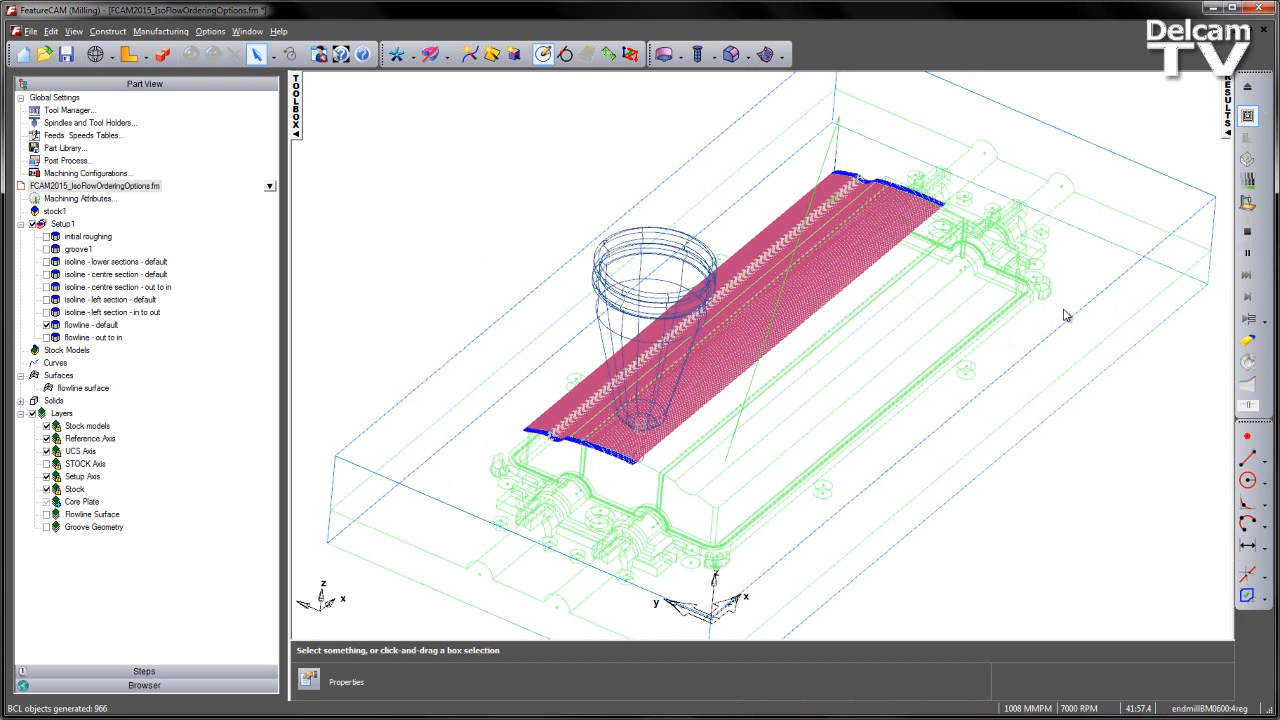 FeatureCAM (Milling) - [FCAM2015_IsoFlowOrderingOptions.fm *]
File Edit View Construct Manufacturing Options Window Help
Delcam
TV
Part View
TOOLBOX
RESULTS
Global Settings
Tool Manager...
Spindles and Tool Holders...
Feeds Speeds Tables...
Part Library...
Post Process...
Machining Configurations...
FCAM2015_IsoFlowOrderingOptions.fm
Machining Attributes...
stock1
Setup1
initial roughing
groove1
isoline - lower sections - default
isoline - centre section - default
isoline - centre section - out to in
isoline - left section - default
isoline - left section - in to out
flowline - default
flowline - out to in
Stock Models
Curves
Surfaces
flowline surface
Solids
Layers
Stock models
Reference Axis
UCS Axis
STOCK Axis
Setup Axis
Stock
Core Plate
Flowline Surface
Groove Geometry
z
x
y
x
Select something, or click-and-drag a box selection
Steps
Properties
Browser
BCL objects generated: 966
1008 MMPM 7000 RPM 41:57.4 endmillBM0600:4reg